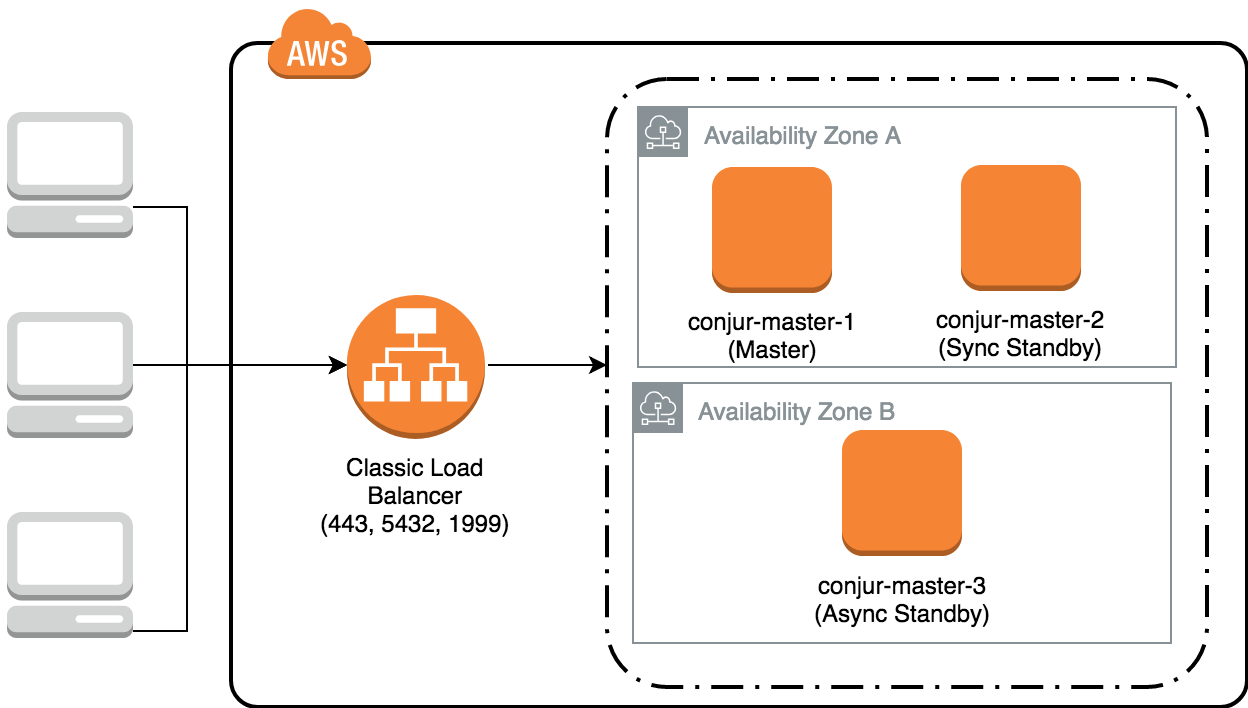 AWS
Availability Zone A
conjur-master-1
(Master)
conjur-master-2
(Sync Standby)
Classic Load
Balancer
(443, 5432, 1999)
Availability Zone B
conjur-master-3
(Async Standby)